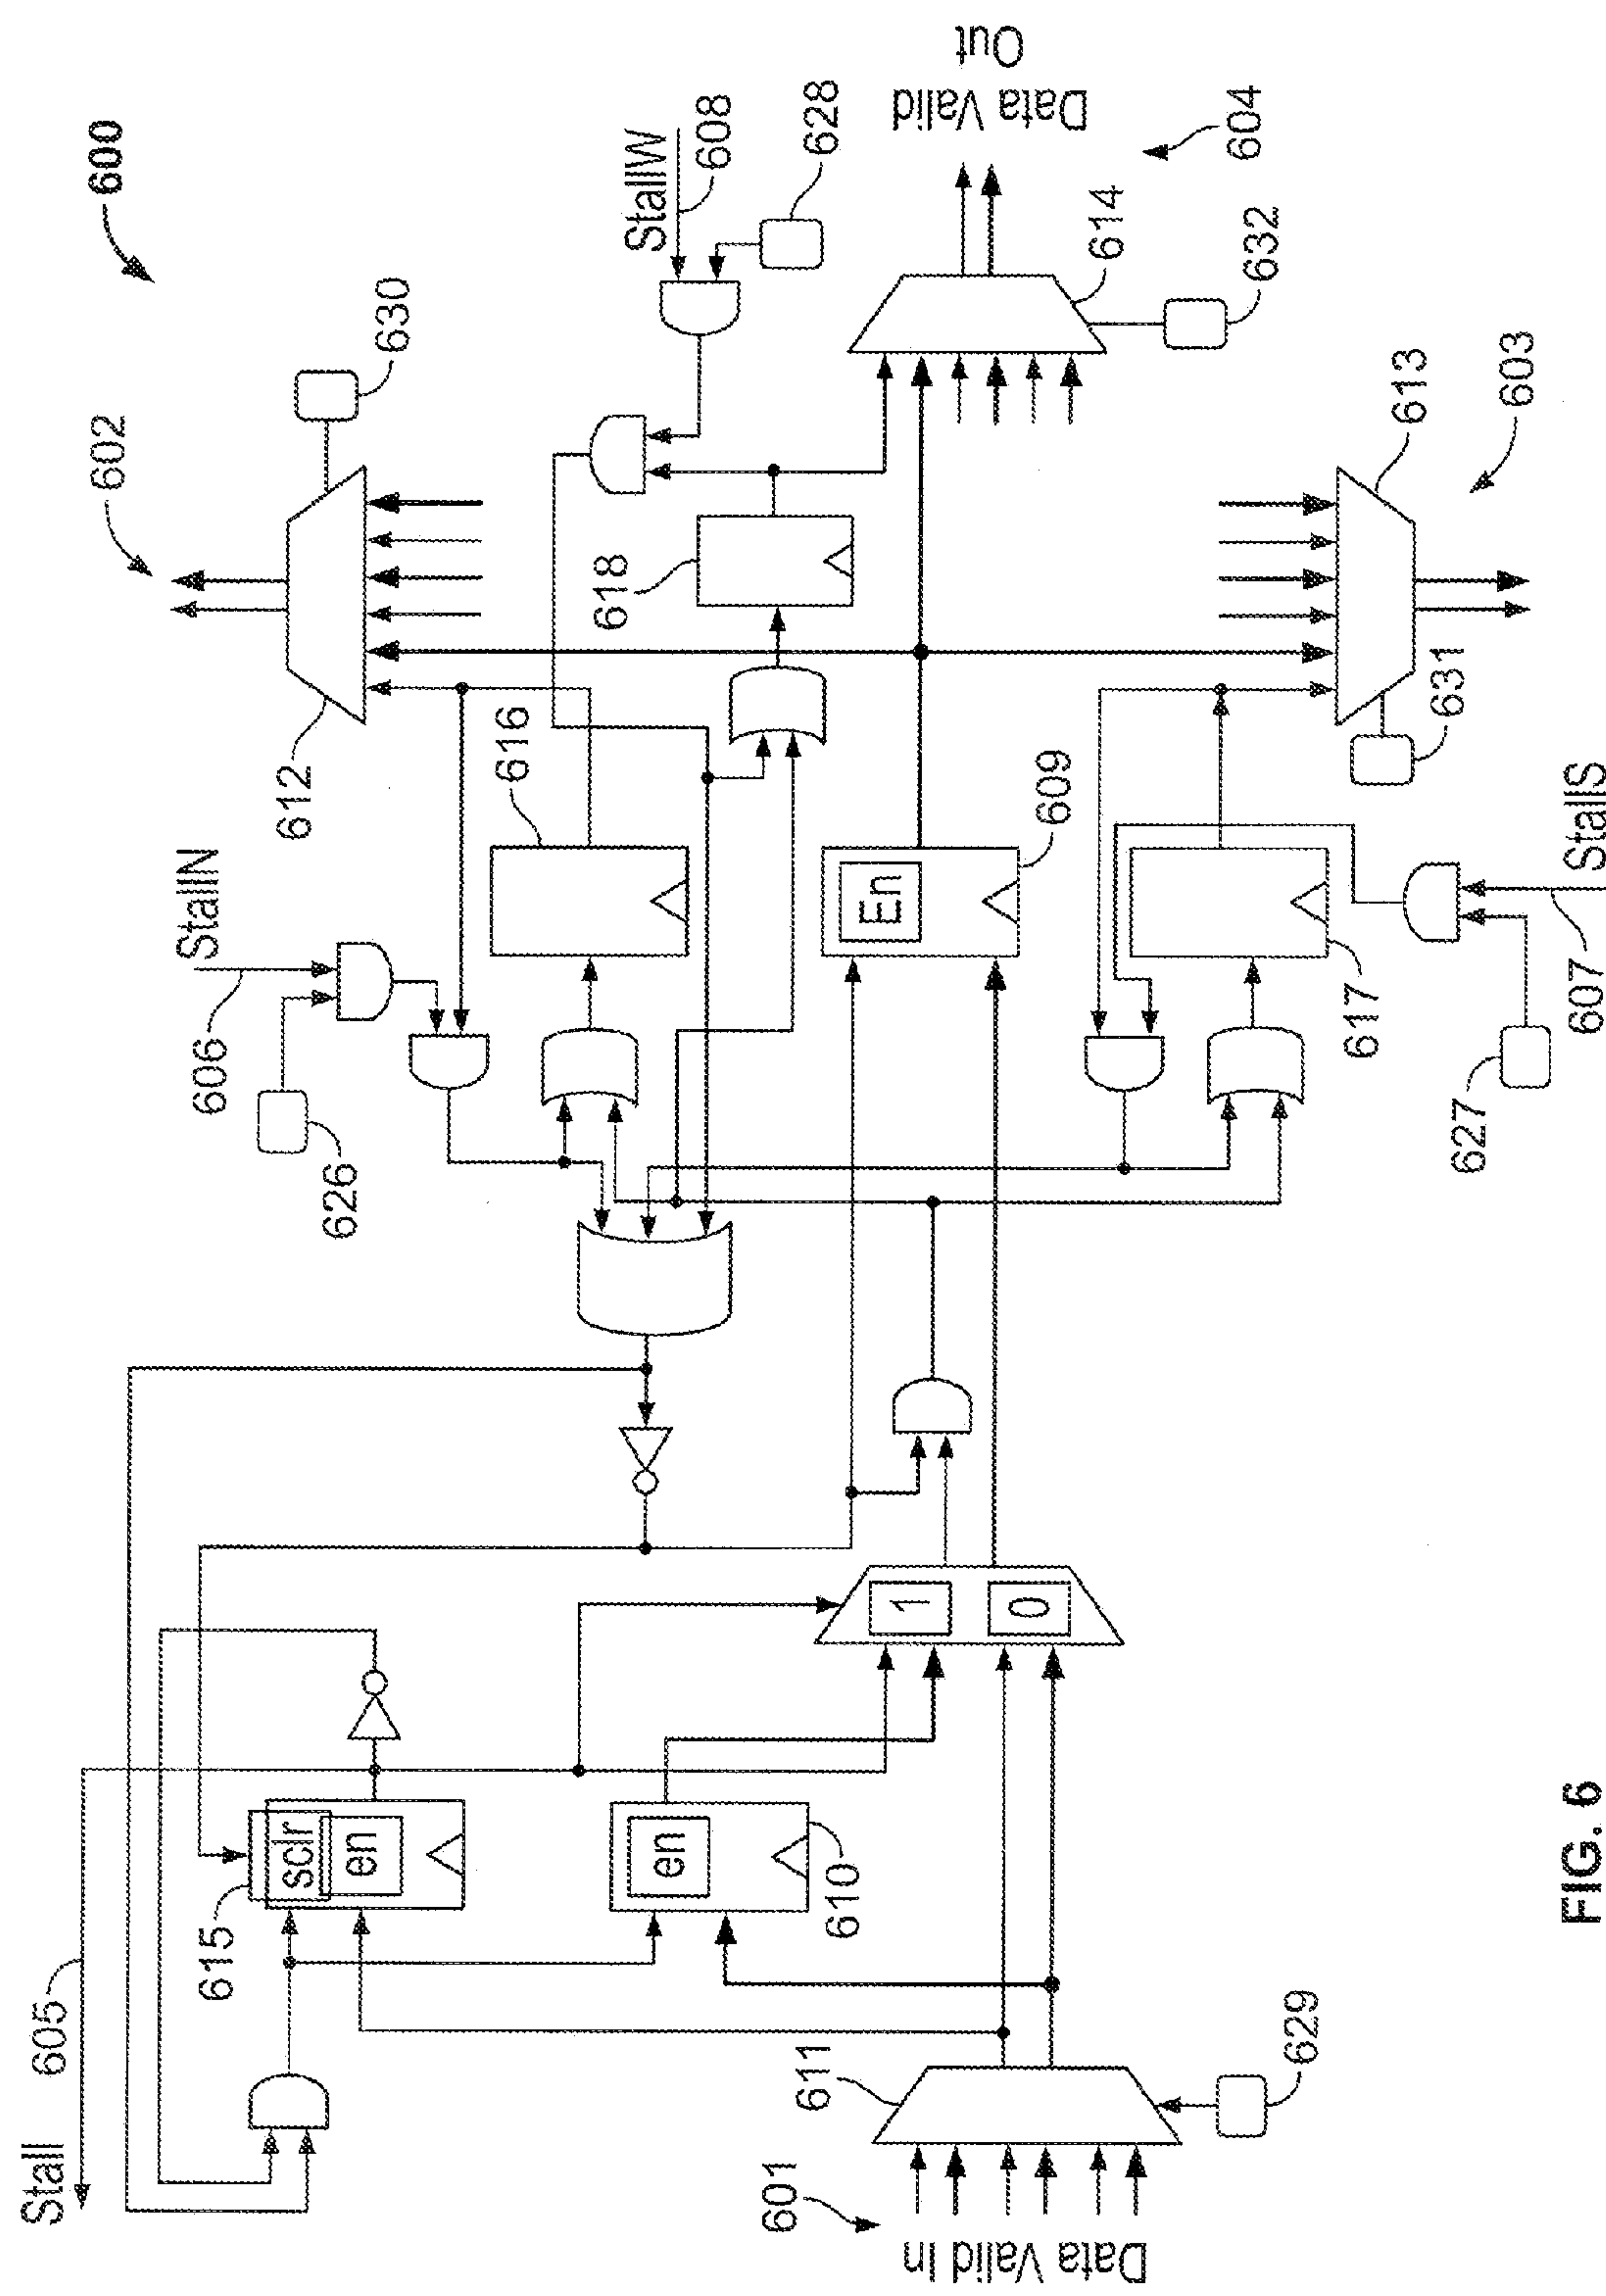 600
602
630
StallW
608
628
Data Valid
Out
604
614
632
612
618
616
StallN
606
626
En
609
613
603
631
617
StallS
607
627
1
0
sclr
en
615
en
610
Stall 605
611
629
601
Data Valid In
FIG. 6